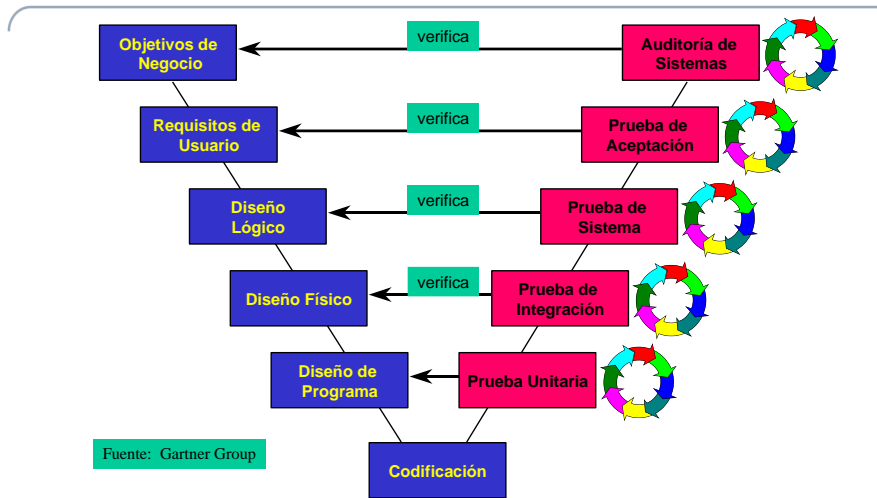 verifica
Objetivos de
Negocio
Auditoría de
Sistemas
verifica
Requisitos de
Usuario
Prueba de
Aceptación
verifica
Diseño
Lógico
Prueba de
Sistema
verifica
Diseño Físico
Prueba de
Integración
Diseño de
Programa
Prueba Unitaria
Fuente: Gartner Group
Codificación